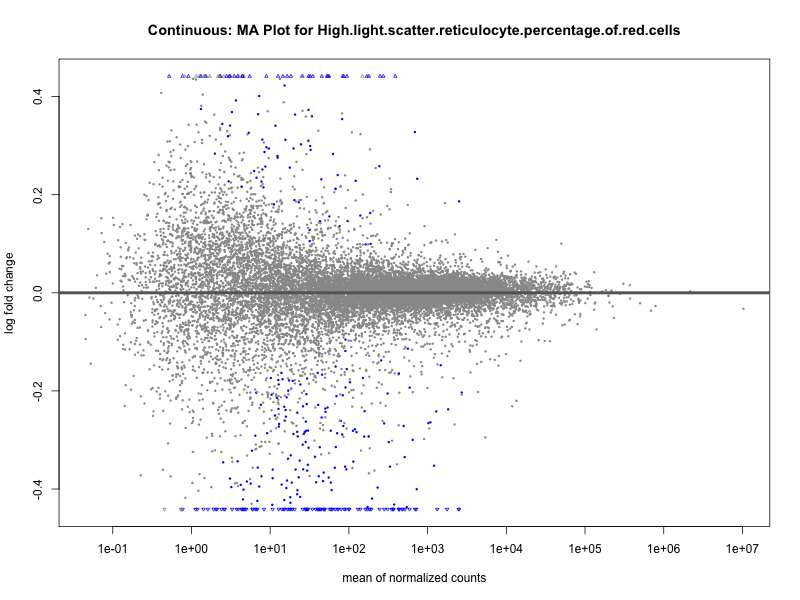 Continuous: MA Plot for High.light.scatter.reticulocyte.percentage.of.red.cells
log fold change
0.4
0.2
0.0
-0.2
-0.4
1e-01 1e+00 1e+01 1e+02 1e+03 1e+04 1e+05 1e+06 1e+07
mean of normalized counts